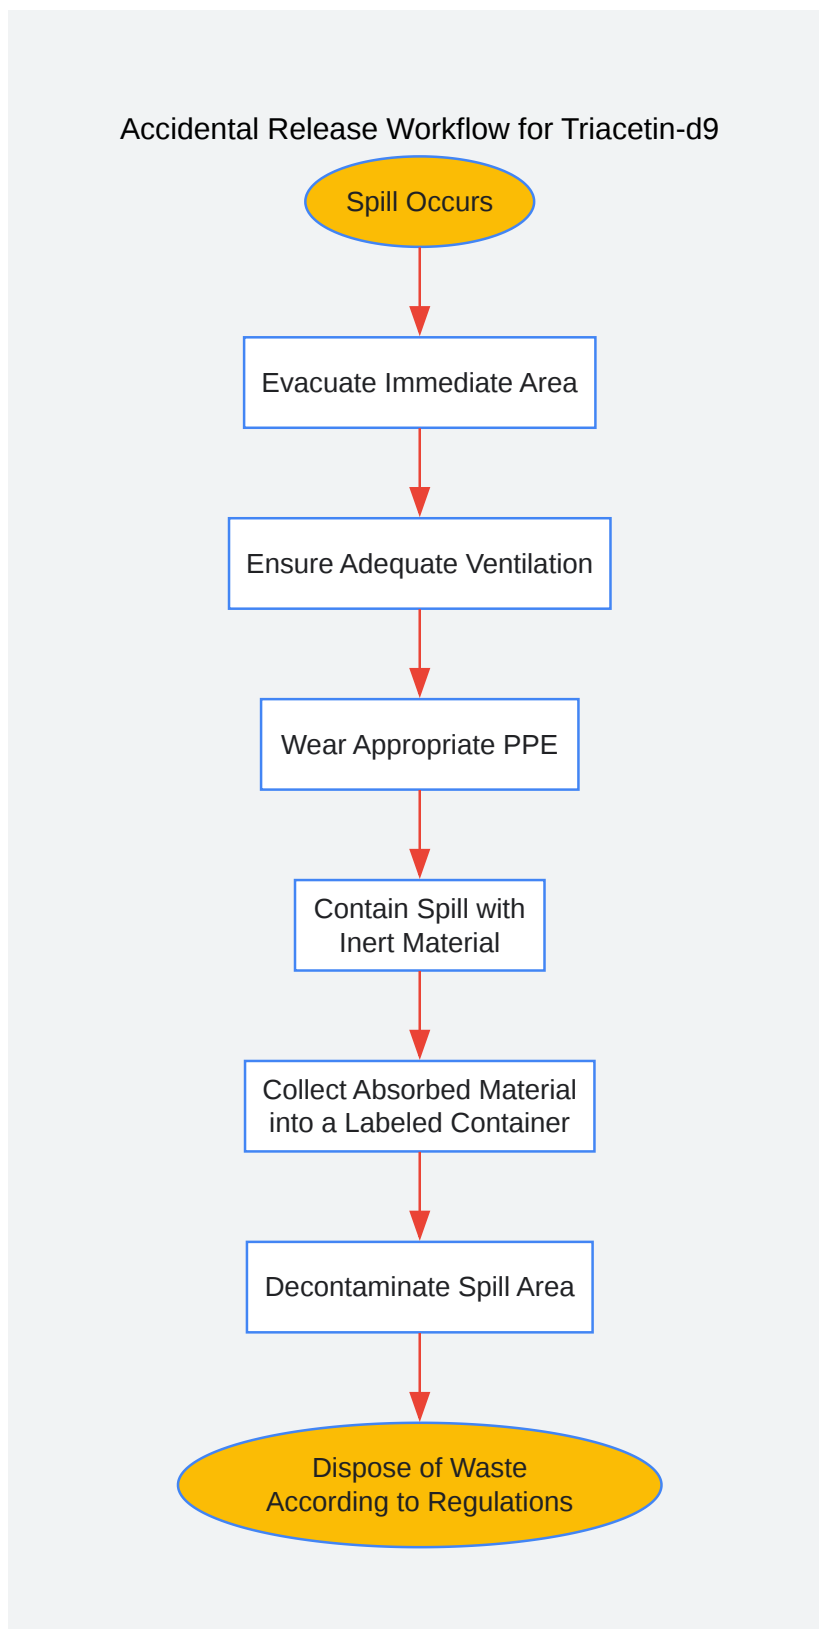 Accidental Release Workflow for Triacetin-d9
Spill Occurs
Evacuate Immediate Area
Ensure Adequate Ventilation
Wear Appropriate PPE
Contain Spill with
Inert Material
Collect Absorbed Material
into a Labeled Container
Decontaminate Spill Area
Dispose of Waste
According to Regulations